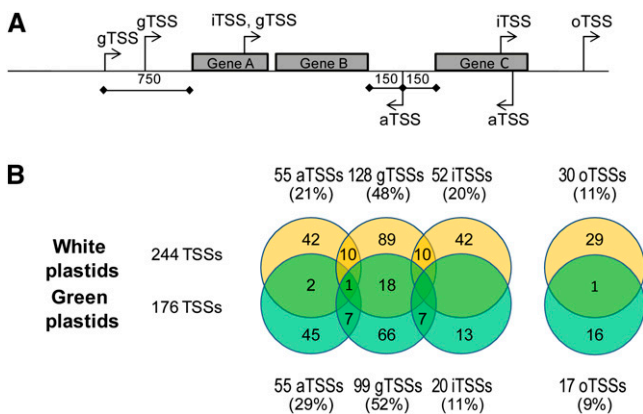 A
gTSS
gTSS
iTSS, gTSS
iTSS
oTSS
Gene A
Gene B
Gene C
750
150
150
aTSS
aTSS
B
55 aTSSs
(21%)
128 gTSSs
(48%)
52 iTSSs
(20%)
30 oTSSs
(11%)
White
plastids
244 TSSs
42
10
89
10
42
29
2
1
18
1
Green
plastids
176 TSSs
45
7
66
7
13
16
55 aTSSs
(29%)
99 gTSSs
(52%)
20 iTSSs
(11%)
17 oTSSs
(9%)